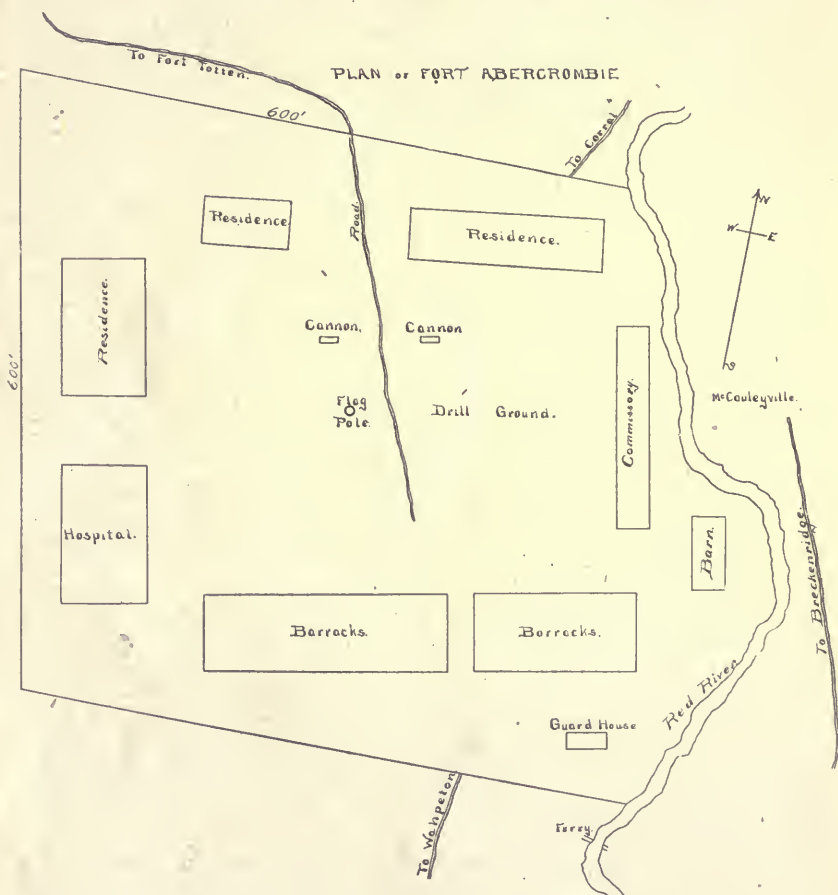 PLAN OF FORT ABERCROMBIE
To Fort Totten.
600'
To Corral
Residence
Road.
Residence.
N
W E
S
Residence.
600'
Cannon.
Cannon
Flag
Pole.
Drill Ground.
Commissory.
McCauleyville.
Hospital.
Barn.
To Breckenridge.
Barracks.
Barracks.
Red River
Guard House
To Wahpeton
Ferry.